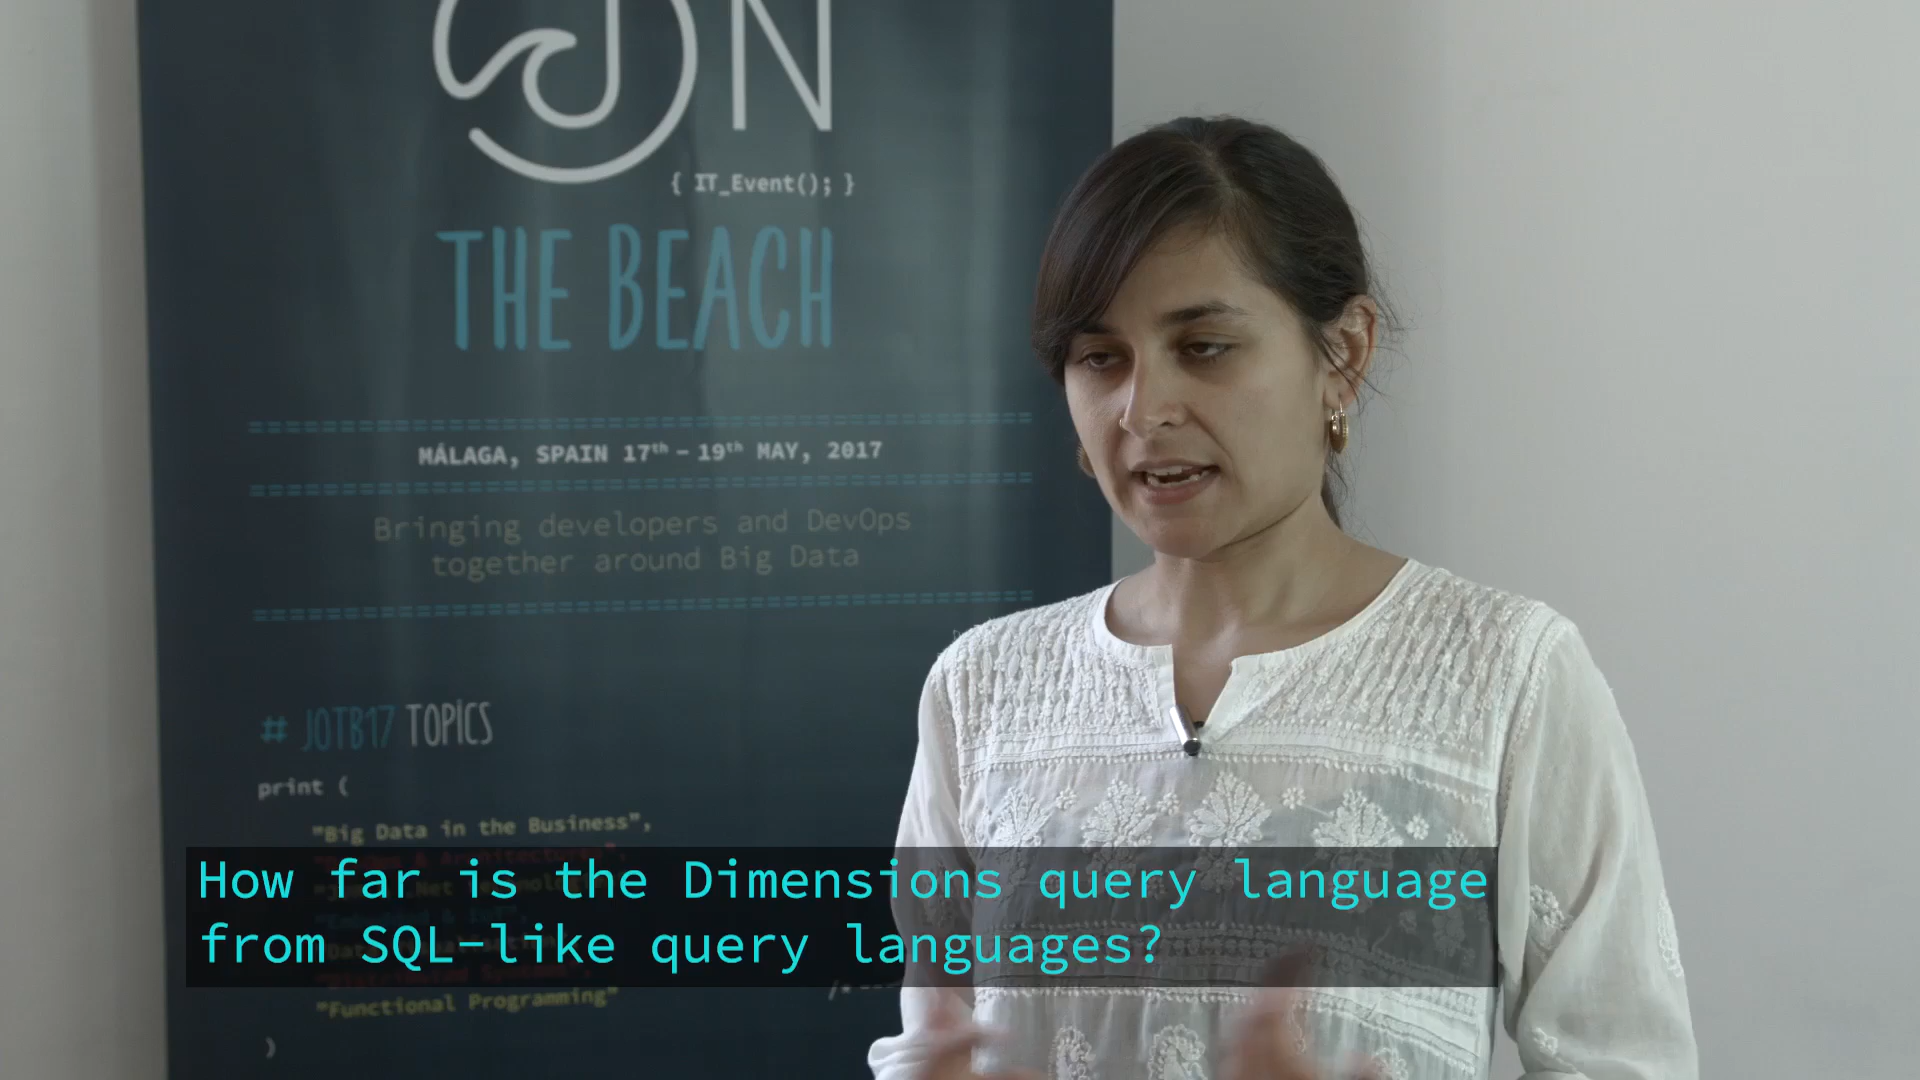 ON
{ IT_Event(); }
THE BEACH
MÁLAGA, SPAIN 17th - 19th MAY, 2017
Bringing developers and DevOps
together around Big Data
# JOTB17 TOPICS
print (
"Big Data in the Business",
How far is the Dimensions query language
from SQL-like query languages?
"Functional Programming"
)